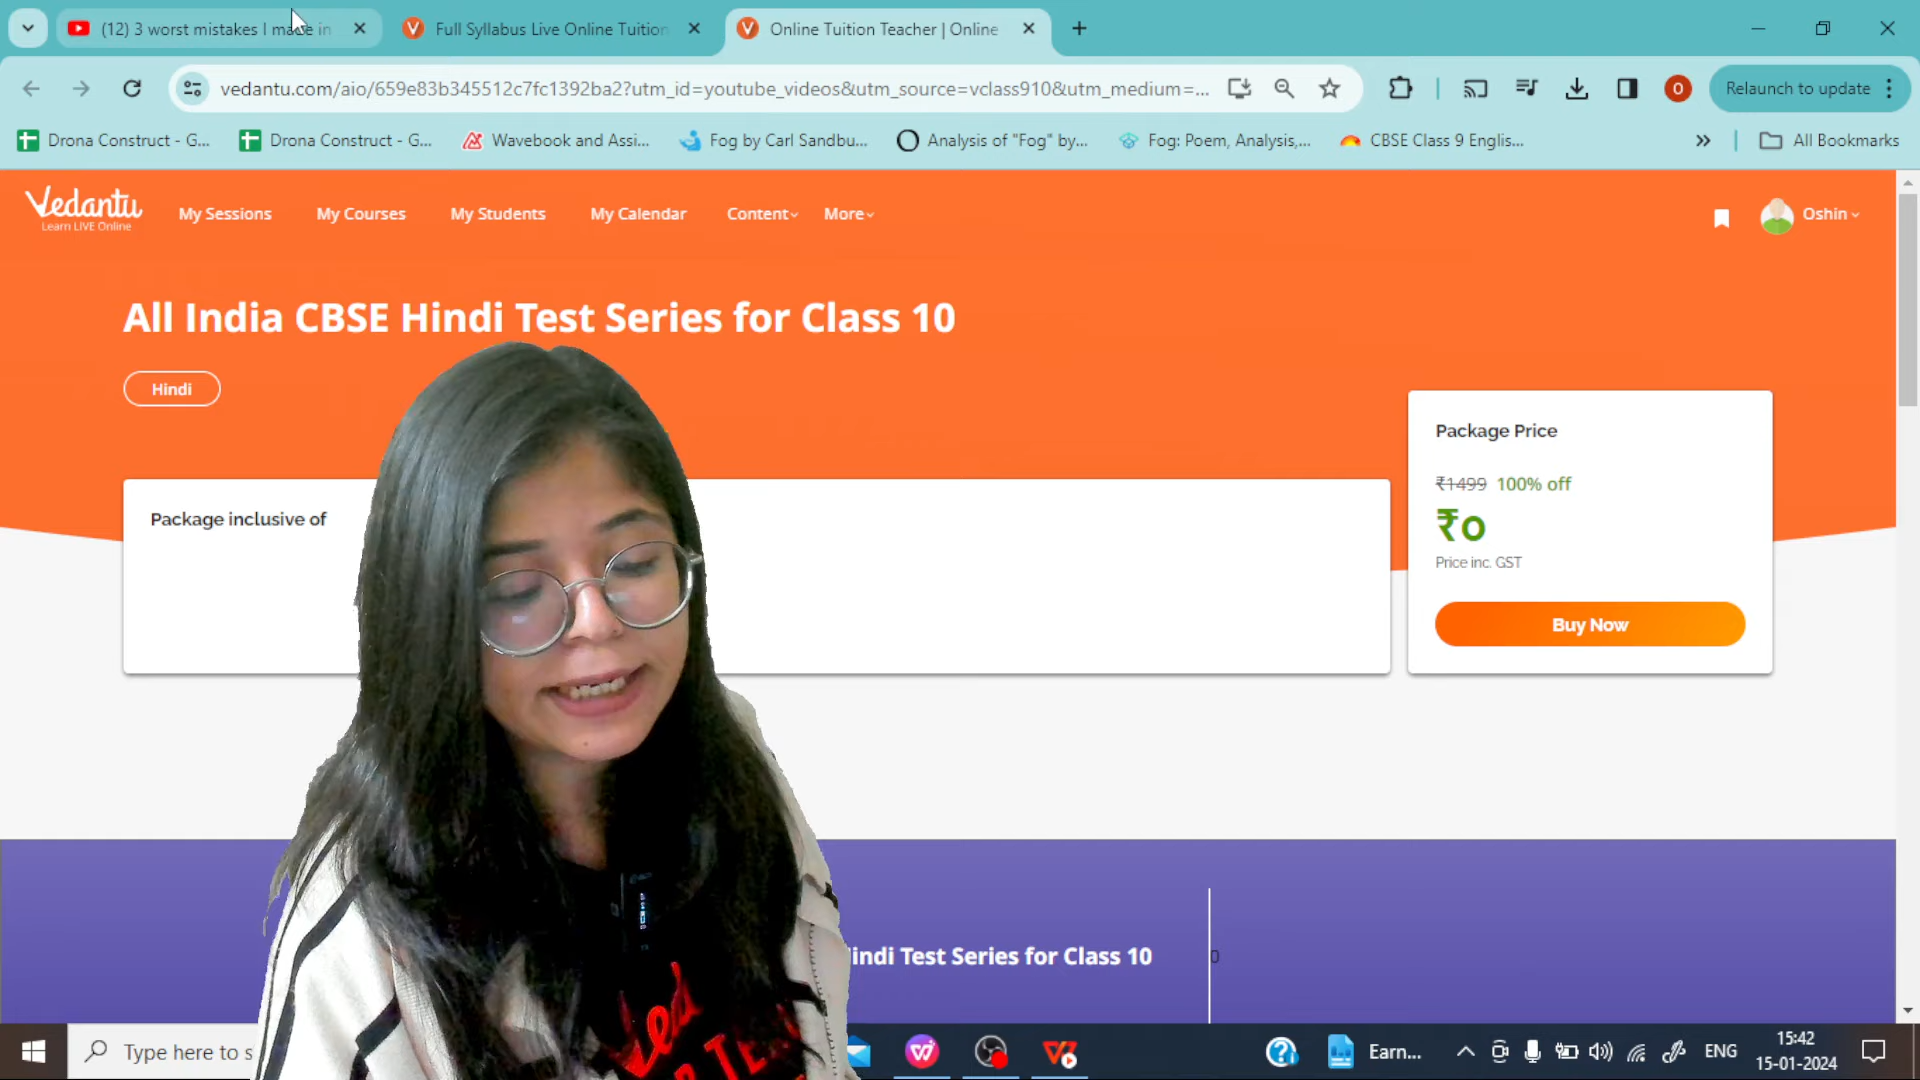 (12) 3 worst mistakes I made in
Full Syllabus Live Online Tuition
Online Tuition Teacher | Online
vedantu.com/aio/659e83b345512c7fc1392ba2?utm_id=youtube_videos&utm_source=vclass910&utm_medium=...
O
Relaunch to update
Drona Construct - G...
Drona Construct - G...
Wavebook and Assi...
Fog by Carl Sandbu...
Analysis of "Fog" by...
Fog: Poem, Analysis,...
CBSE Class 9 Englis...
All Bookmarks
Vedantu
Learn LIVE Online
My Sessions
My Courses
My Students
My Calendar
Content
More
Oshin
All India CBSE Hindi Test Series for Class 10
Hindi
Package Price
₹1499 100% off
₹0
Price inc. GST
Buy Now
Package inclusive of
indi Test Series for Class 10
0
Type here to s
Earn...
ENG
15:42
15-01-2024